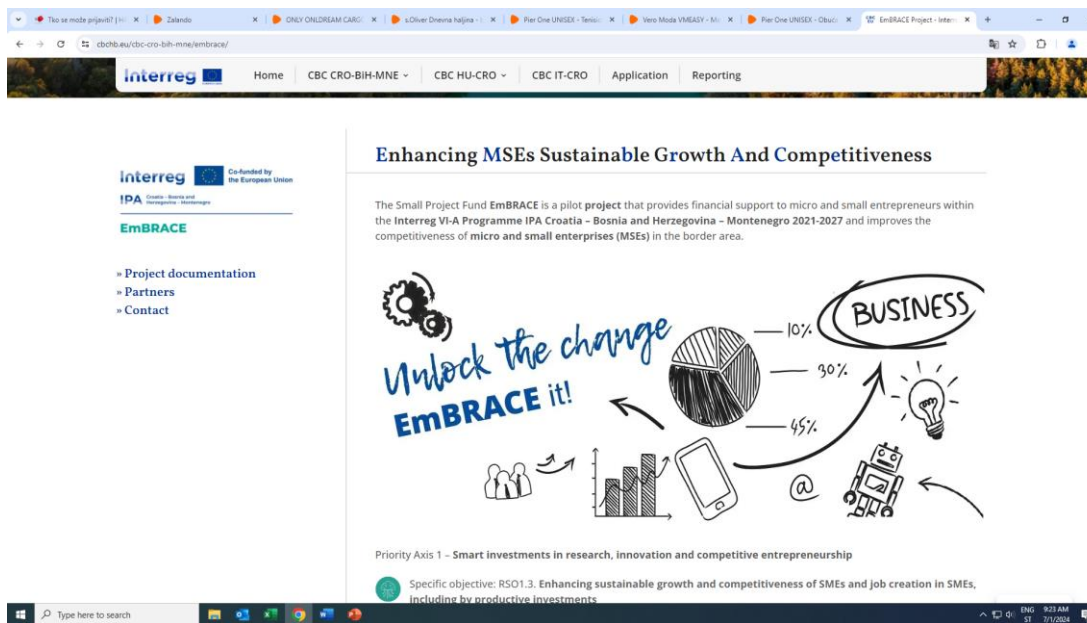 Tko se može prijaviti? | H
Zalando
ONLY ONLDREAM CARG
s.Oliver Dnevna haljina -
Pier One UNISEX - Tenisi
Vero Moda VMEASY - M
Pier One UNISEX - Obuća
EmBRACE Project - Intern
cbchb.eu/cbc-cro-bih-mne/embrace/
Interreg Home CBC CRO-BiH-MNE CBC HU-CRO CBC IT-CRO Application Reporting
Interreg Co-funded by
the European Union
IPA Croatia - Bosnia and
Herzegovina - Montenegro
EmBRACE
» Project documentation
» Partners
» Contact
Enhancing MSEs Sustainable Growth And Competitiveness
The Small Project Fund EmBRACE is a pilot project that provides financial support to micro and small entrepreneurs within
the Interreg VI-A Programme IPA Croatia – Bosnia and Herzegovina – Montenegro 2021-2027 and improves the
competitiveness of micro and small enterprises (MSEs) in the border area.
BUSINESS
10%
30%
45%
Unlock the change
EmBRACE it!
@
Priority Axis 1 – Smart investments in research, innovation and competitive entrepreneurship
Specific objective: RSO1.3. Enhancing sustainable growth and competitiveness of SMEs and job creation in SMEs,
including by productive investments
Type here to search
ENG 9:23 AM
ST 7/1/2024